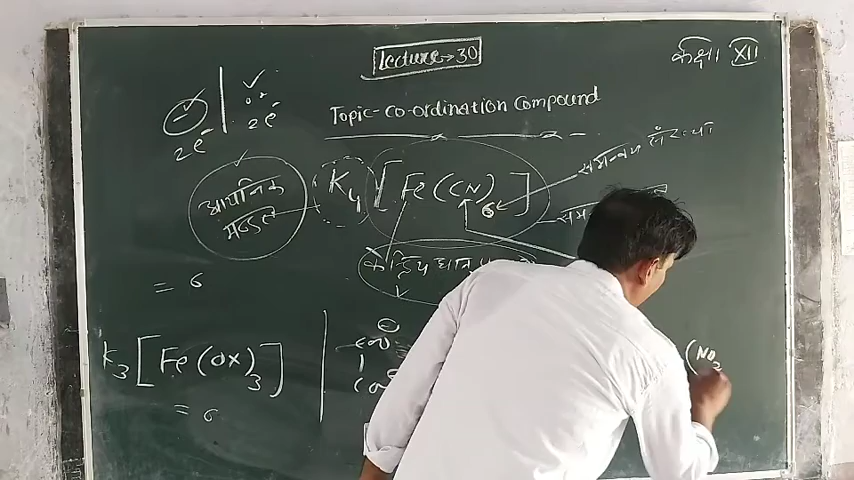 Lecture → 30
कक्षा XII
Topic - co-ordination Compound
2e⁻
2e⁻
समन्वय संख्या
K₄ [Fe(CN)₆]
आयनिक
मण्डल
= 6
K₃ [Fe(OX)₃]
coo
(NO₂
= 6